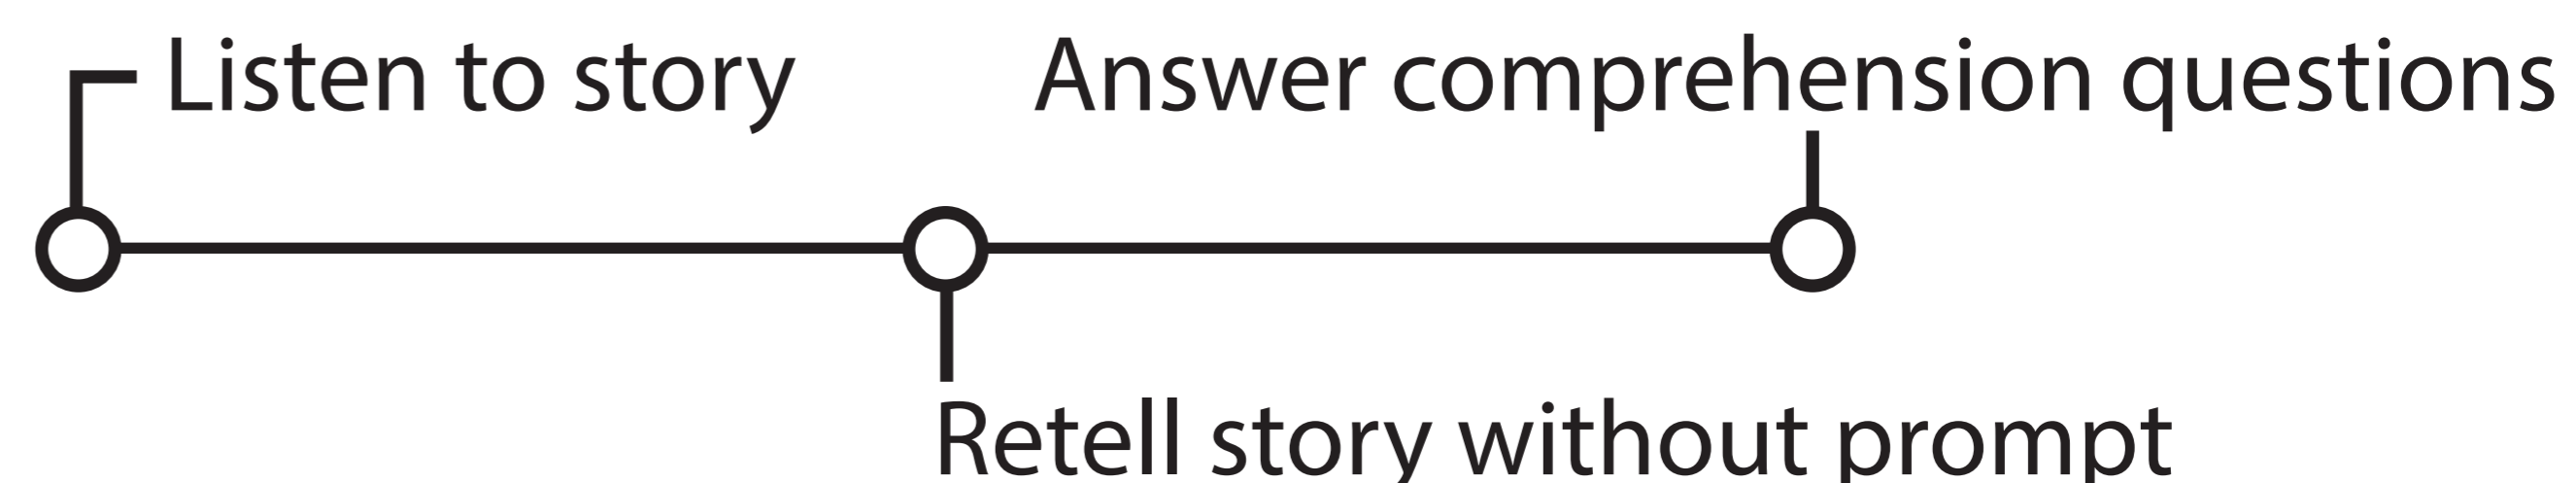 Listen to story
Answer comprehension questions
Retell story without prompt